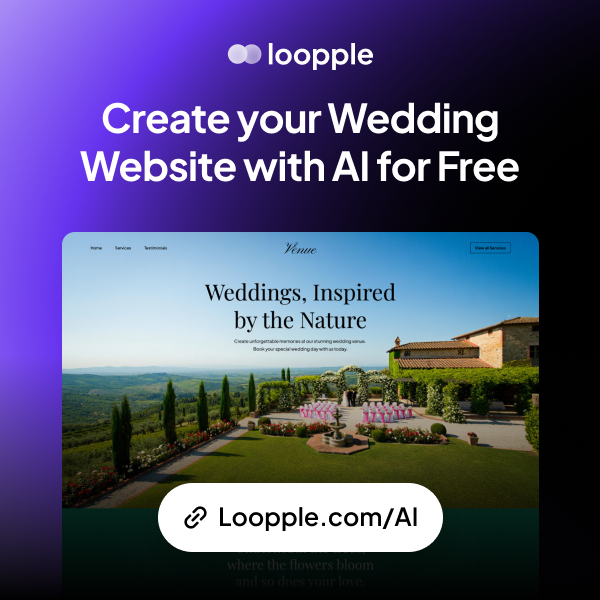 loopple
Create your Wedding
Website with AI for Free
Home Services Testimonials Venue View all Services
Weddings, Inspired
by the Nature
Create unforgettable memories at our stunning wedding venue.
Book your special wedding day with us today.
Loopple.com/AI
where the flowers bloom
and so does your love.